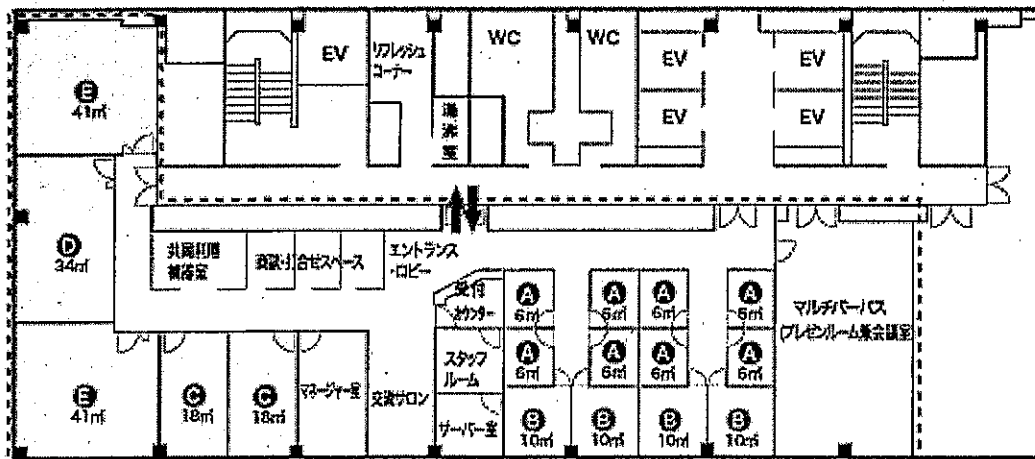 E
41㎡
EV
リフレッシュ
コーナー
WC
WC
EV
EV
EV
EV
湯沸室
D
34㎡
共同利用
機器室
商談・打合せスペース
エントランス
・ロビー
受付
カウンター
A
6㎡
A
6㎡
A
6㎡
A
6㎡
マルチパーパス
(プレゼンルーム兼会議室)
スタッフ
ルーム
A
6㎡
A
6㎡
A
6㎡
A
6㎡
E
41㎡
C
18㎡
C
18㎡
マネージャー室
交流サロン
サーバー室
B
10㎡
B
10㎡
B
10㎡
B
10㎡